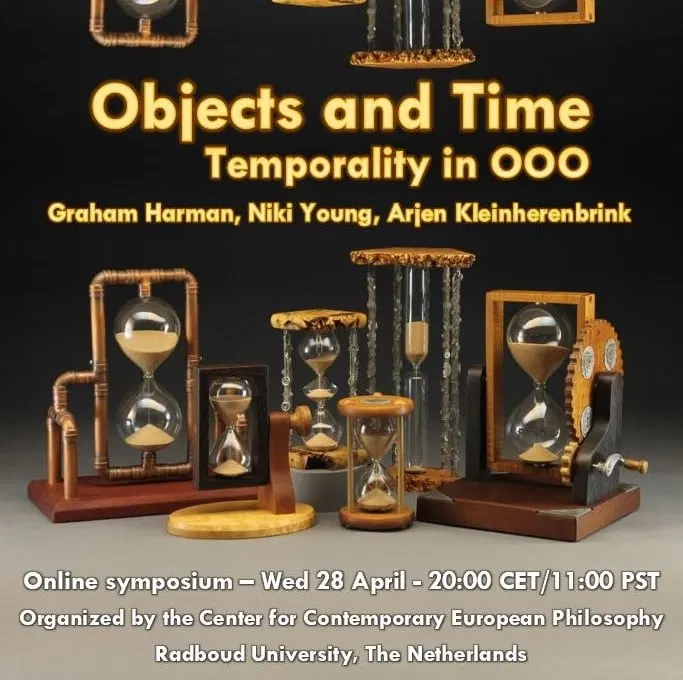 Objects and Time
Temporality in OOO
Graham Harman, Niki Young, Arjen Kleinherenbrink
Online symposium – Wed 28 April - 20:00 CET/11:00 PST
Organized by the Center for Contemporary European Philosophy
Radboud University, The Netherlands